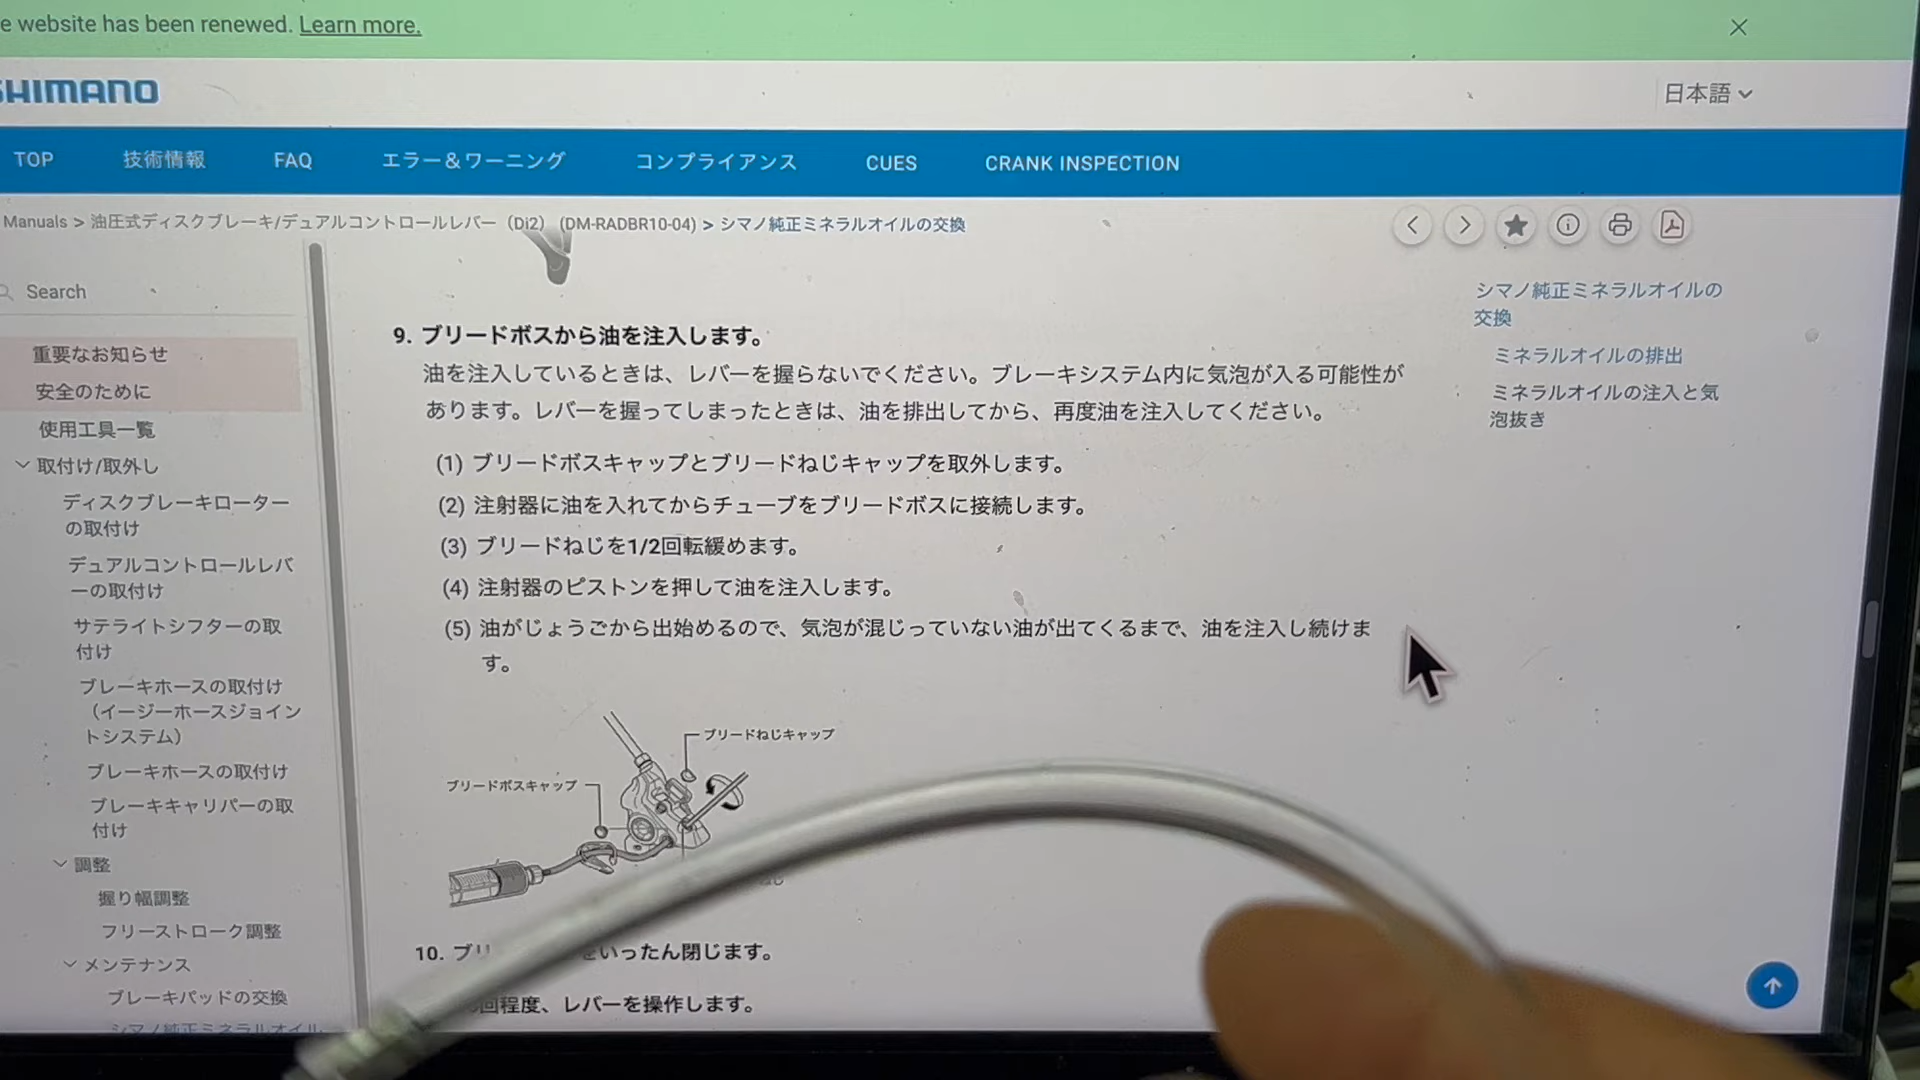 e website has been renewed. Learn more.
SHIMANO
日本語
TOP 技術情報 FAQ エラー＆ワーニング コンプライアンス CUES CRANK INSPECTION
Manuals > 油圧式ディスクブレーキ/デュアルコントロールレバー（Di2） (DM-RADBR10-04) > シマノ純正ミネラルオイルの交換
Search
重要なお知らせ
安全のために
使用工具一覧
取付け/取外し
ディスクブレーキローター
の取付け
デュアルコントロールレバ
ーの取付け
サテライトシフターの取
付け
ブレーキホースの取付け
（イージーホースジョイン
トシステム）
ブレーキホースの取付け
ブレーキキャリパーの取
付け
調整
握り幅調整
フリーストローク調整
メンテナンス
ブレーキパッドの交換
シマノ純正ミネラルオイル
9. ブリードボスから油を注入します。
油を注入しているときは、レバーを握らないでください。ブレーキシステム内に気泡が入る可能性が
あります。レバーを握ってしまったときは、油を排出してから、再度油を注入してください。
(1) ブリードボスキャップとブリードねじキャップを取外します。
(2) 注射器に油を入れてからチューブをブリードボスに接続します。
(3) ブリードねじを1/2回転緩めます。
(4) 注射器のピストンを押して油を注入します。
(5) 油がじょうごから出始めるので、気泡が混じっていない油が出てくるまで、油を注入し続けま
す。
ブリードねじキャップ
ブリードボスキャップ
10. ブリ をいったん閉じます。
回程度、レバーを操作します。
シマノ純正ミネラルオイルの
交換
ミネラルオイルの排出
ミネラルオイルの注入と気
泡抜き